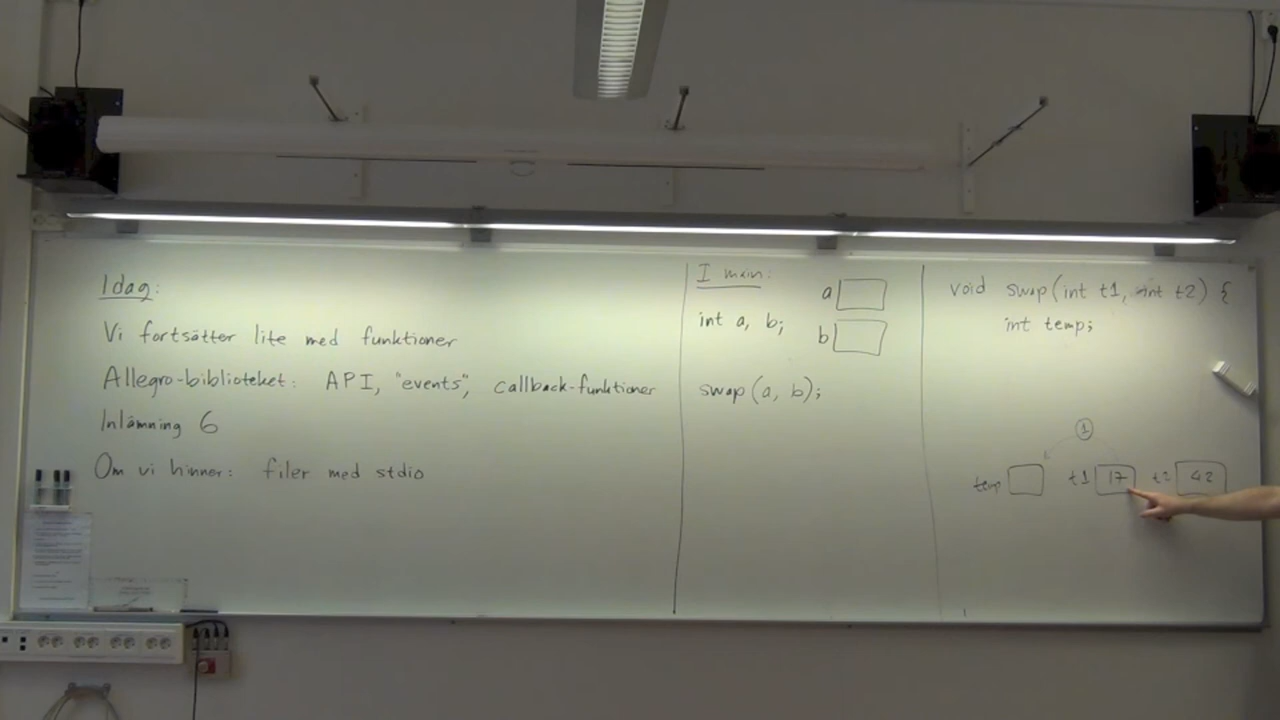 Idag:
Vi fortsätter lite med funktioner
Allegro-biblioteket: API, "events", callback-funktioner
Inlämning 6
Om vi hinner: filer med stdio
I main:
int a, b;
a
b
swap(a, b);
void swap(int t1, int t2) {
int temp;
1
temp t1 17 t2 42